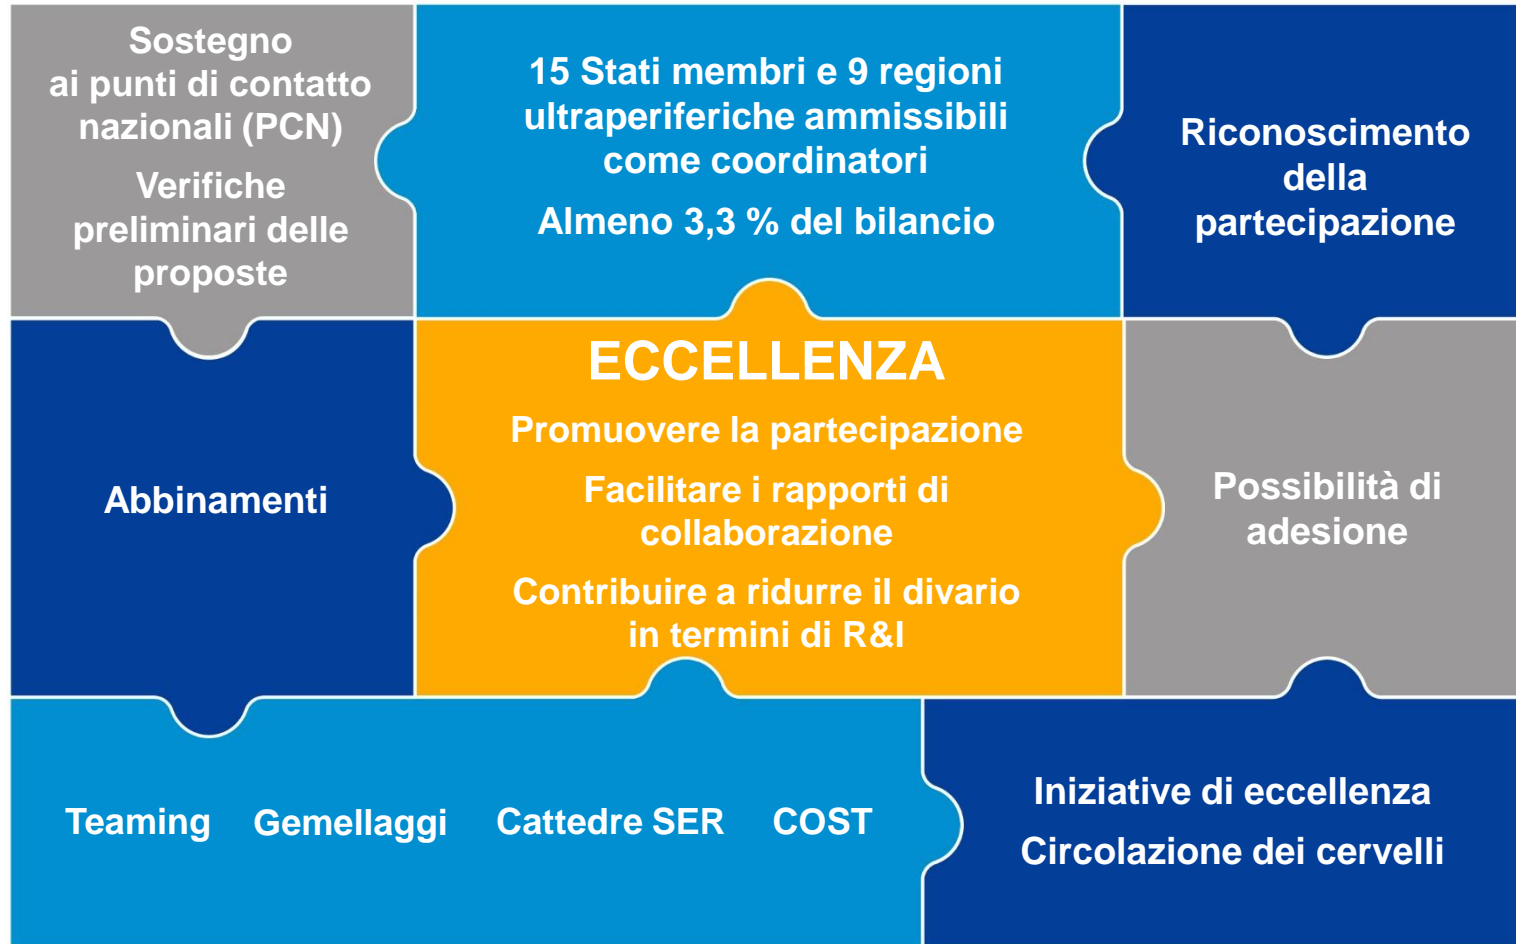 Sostegno
ai punti di contatto
nazionali (PCN)
Verifiche
preliminari delle
proposte
15 Stati membri e 9 regioni
ultraperiferiche ammissibili
come coordinatori
Almeno 3,3 % del bilancio
Riconoscimento
della
partecipazione
Abbinamenti
ECCELLENZA
Promuovere la partecipazione
Facilitare i rapporti di
collaborazione
Contribuire a ridurre il divario
in termini di R&I
Possibilità di
adesione
Teaming Gemellaggi Cattedre SER COST
Iniziative di eccellenza
Circolazione dei cervelli